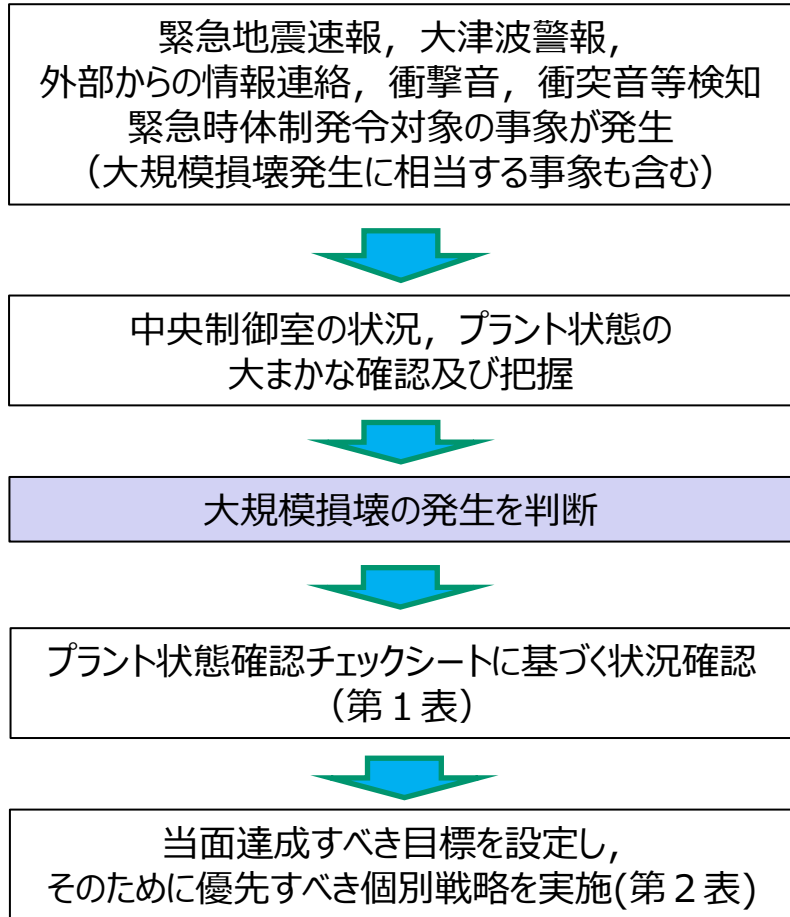 緊急地震速報，大津波警報，
外部からの情報連絡，衝撃音，衝突音等検知
緊急時体制発令対象の事象が発生
（大規模損壊発生に相当する事象も含む）
中央制御室の状況，プラント状態の
大まかな確認及び把握
大規模損壊の発生を判断
プラント状態確認チェックシートに基づく状況確認
（第１表）
当面達成すべき目標を設定し，
そのために優先すべき個別戦略を実施(第２表)